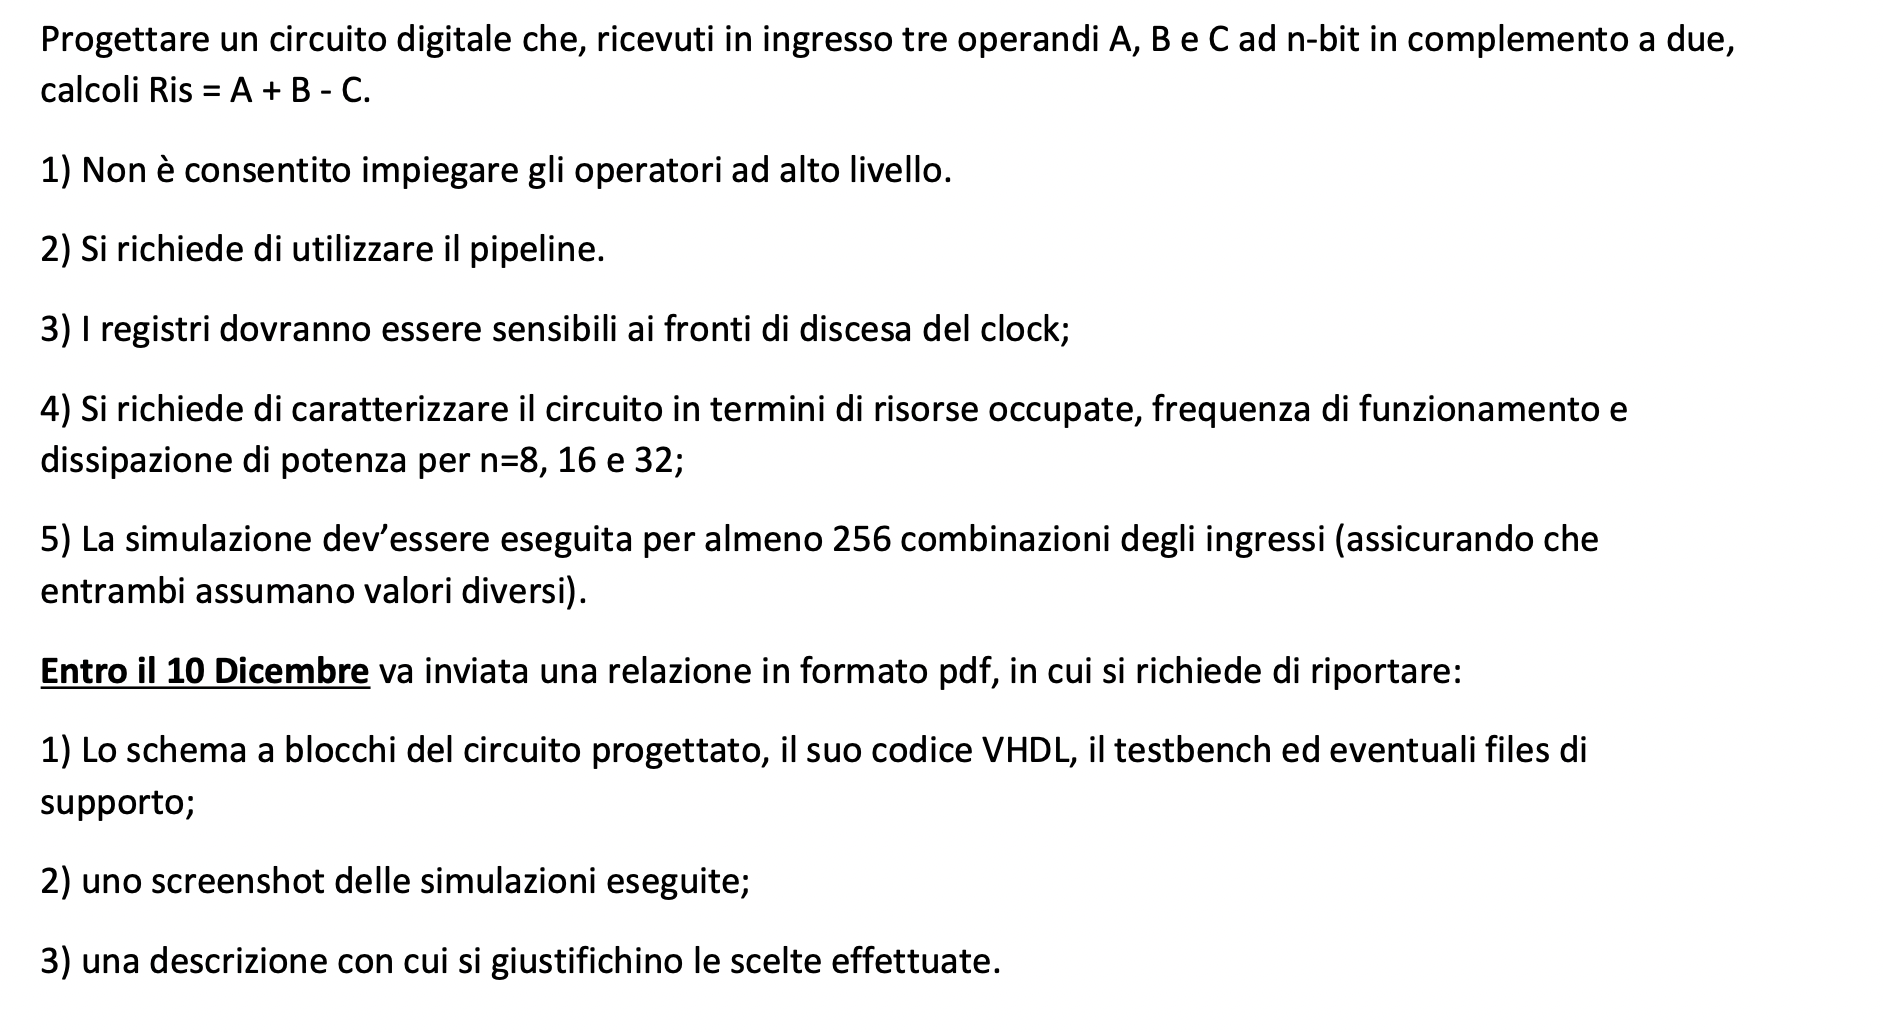 Progettare un circuito digitale che, ricevuti in ingresso tre operandi A, B e C ad n-bit in complemento a due,
calcoli Ris = A + B - C.
1) Non è consentito impiegare gli operatori ad alto livello.
2) Si richiede di utilizzare il pipeline.
3) I registri dovranno essere sensibili ai fronti di discesa del clock;
4) Si richiede di caratterizzare il circuito in termini di risorse occupate, frequenza di funzionamento e
dissipazione di potenza per n=8, 16 e 32;
5) La simulazione dev’essere eseguita per almeno 256 combinazioni degli ingressi (assicurando che
entrambi assumano valori diversi).
Entro il 10 Dicembre va inviata una relazione in formato pdf, in cui si richiede di riportare:
1) Lo schema a blocchi del circuito progettato, il suo codice VHDL, il testbench ed eventuali files di
supporto;
2) uno screenshot delle simulazioni eseguite;
3) una descrizione con cui si giustifichino le scelte effettuate.